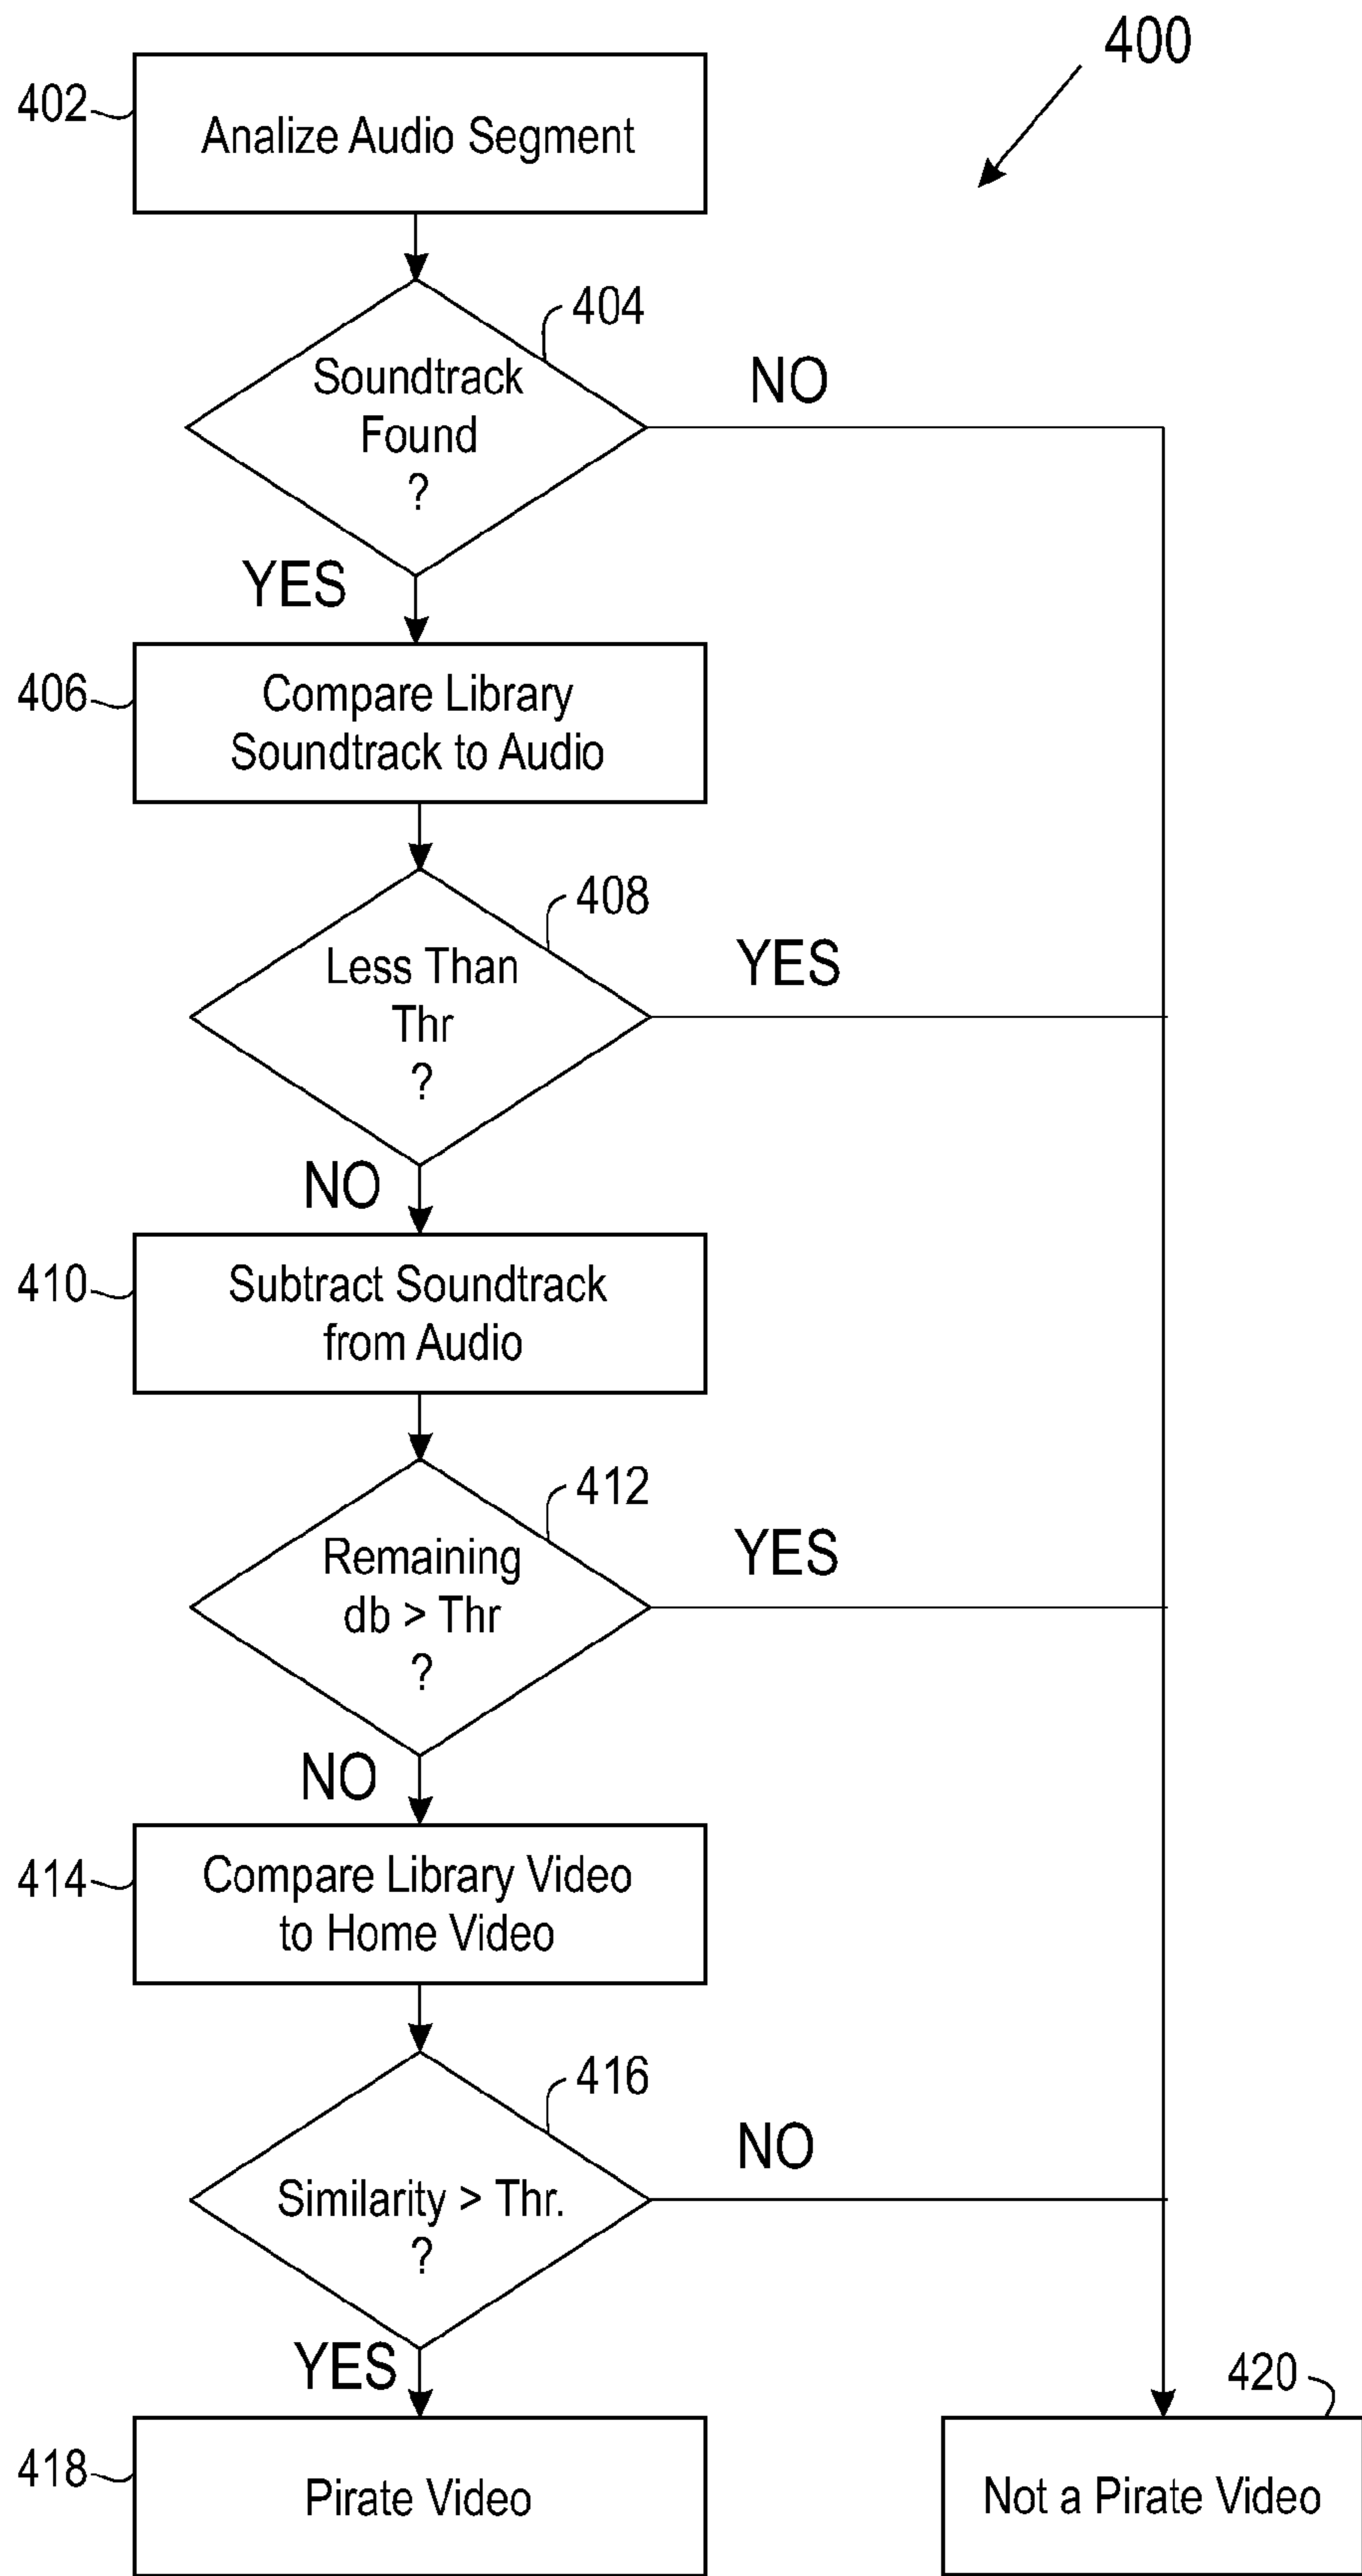 400
402
Analize Audio Segment
404
Soundtrack
Found
?
NO
YES
406
Compare Library
Soundtrack to Audio
408
Less Than
Thr
?
YES
NO
410
Subtract Soundtrack
from Audio
412
Remaining
db > Thr
?
YES
NO
414
Compare Library Video
to Home Video
416
Similarity > Thr.
?
NO
YES
418
Pirate Video
420
Not a Pirate Video